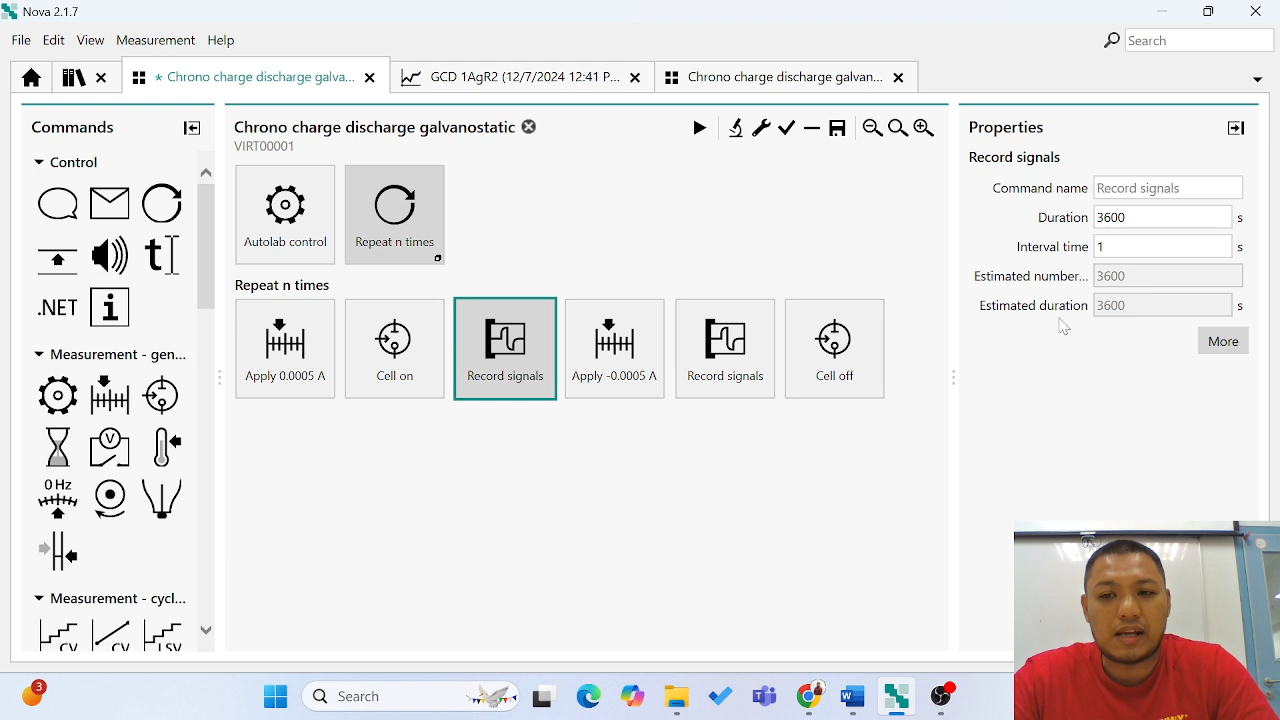 Nova 2.1.7
File Edit View Measurement Help
Search
* Chrono charge discharge galva...
GCD 1AgR2 (12/7/2024 12:41 P...
Chrono charge discharge galvan...
Commands
Control
t
.NET
i
Measurement - gen...
V
0 Hz
Measurement - cycl...
CV CV LSV
Chrono charge discharge galvanostatic
VIRT00001
Autolab control
Repeat n times
Repeat n times
Apply 0.0005 A
Cell on
Record signals
Apply -0.0005 A
Record signals
Cell off
Properties
Record signals
Command name Record signals
Duration 3600 s
Interval time 1 s
Estimated number... 3600
Estimated duration 3600 s
More
3
Search